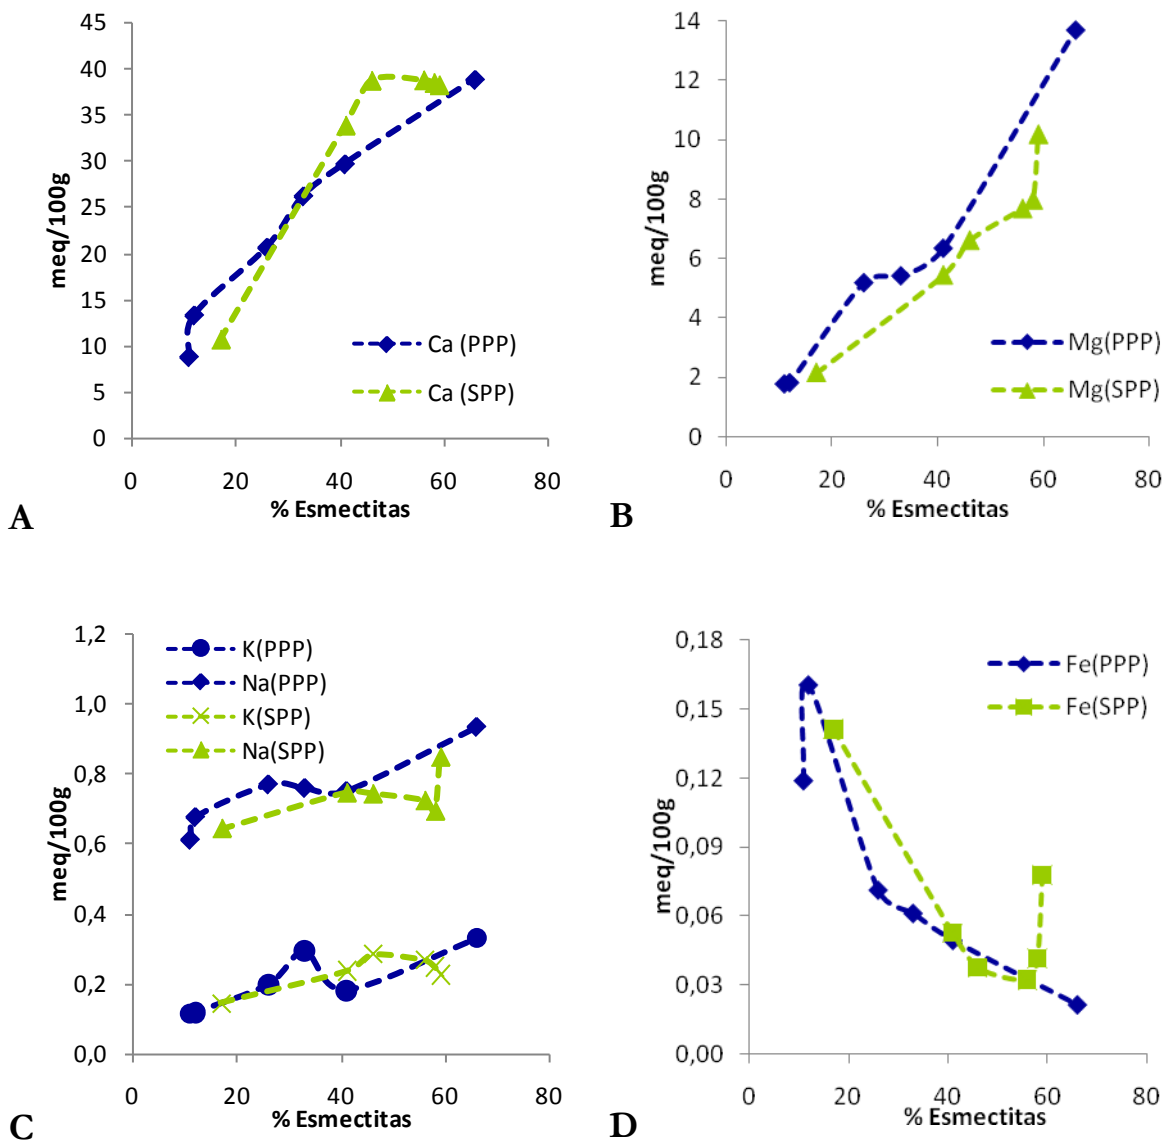 45
40
35
30
25
20
15
10
5
0
meq/100g
Ca (PPP)
Ca (SPP)
0 20 40 60 80
% Esmectitas
A
14
12
10
8
6
4
2
0
meq/100g
Mg(PPP)
Mg(SPP)
0 20 40 60 80
% Esmectitas
B
1,2
1,0
0,8
0,6
0,4
0,2
0,0
meq/100g
K(PPP)
Na(PPP)
K(SPP)
Na(SPP)
0 20 40 60 80
% Esmectitas
C
0,18
0,15
0,12
0,09
0,06
0,03
0,00
meq/100g
Fe(PPP)
Fe(SPP)
0 20 40 60 80
% Esmectitas
D